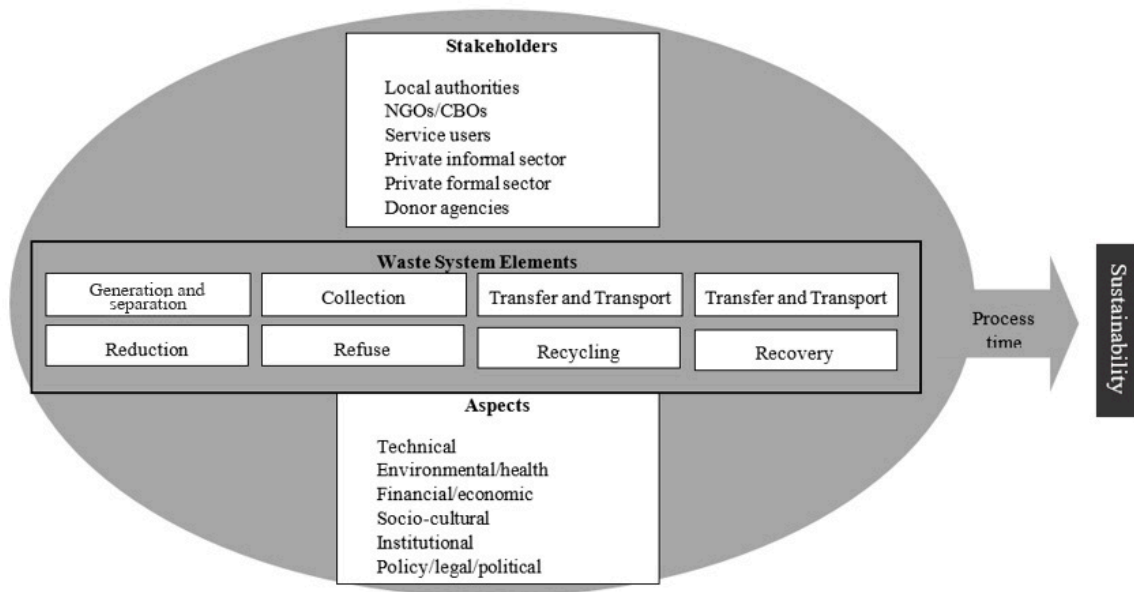 Stakeholders
Local authorities
NGOs/CBOs
Service users
Private informal sector
Private formal sector
Donor agencies
Waste System Elements
Generation and
separation
Collection
Transfer and Transport
Transfer and Transport
Reduction
Refuse
Recycling
Recovery
Aspects
Technical
Environmental/health
Financial/economic
Socio-cultural
Institutional
Policy/legal/political
Process
time
Sustainability